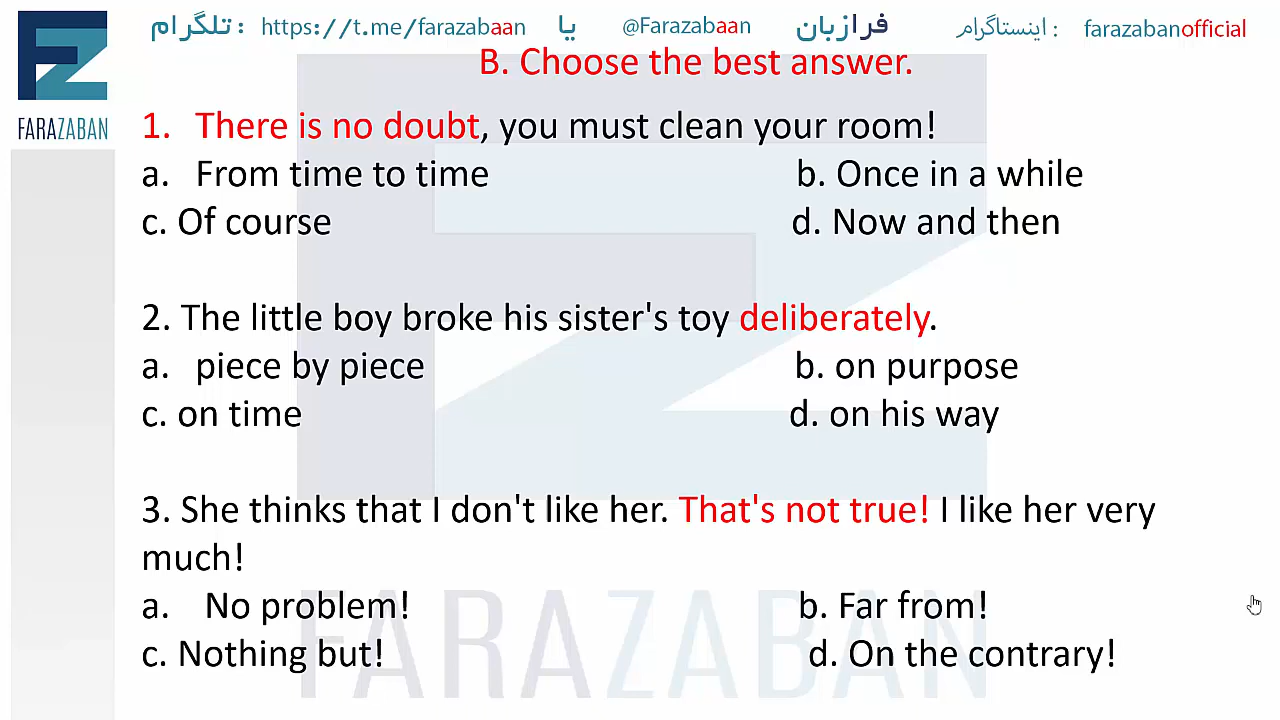 تلگرام : https://t.me/farazabaan یا @Farazabaan فرازبان اینستاگرام : farazabanofficial
FARAZABAN
B. Choose the best answer.
1. There is no doubt, you must clean your room!
a. From time to time b. Once in a while
c. Of course d. Now and then
2. The little boy broke his sister's toy deliberately.
a. piece by piece b. on purpose
c. on time d. on his way
3. She thinks that I don't like her. That's not true! I like her very
much!
a. No problem! b. Far from!
c. Nothing but! d. On the contrary!
FARAZABAN